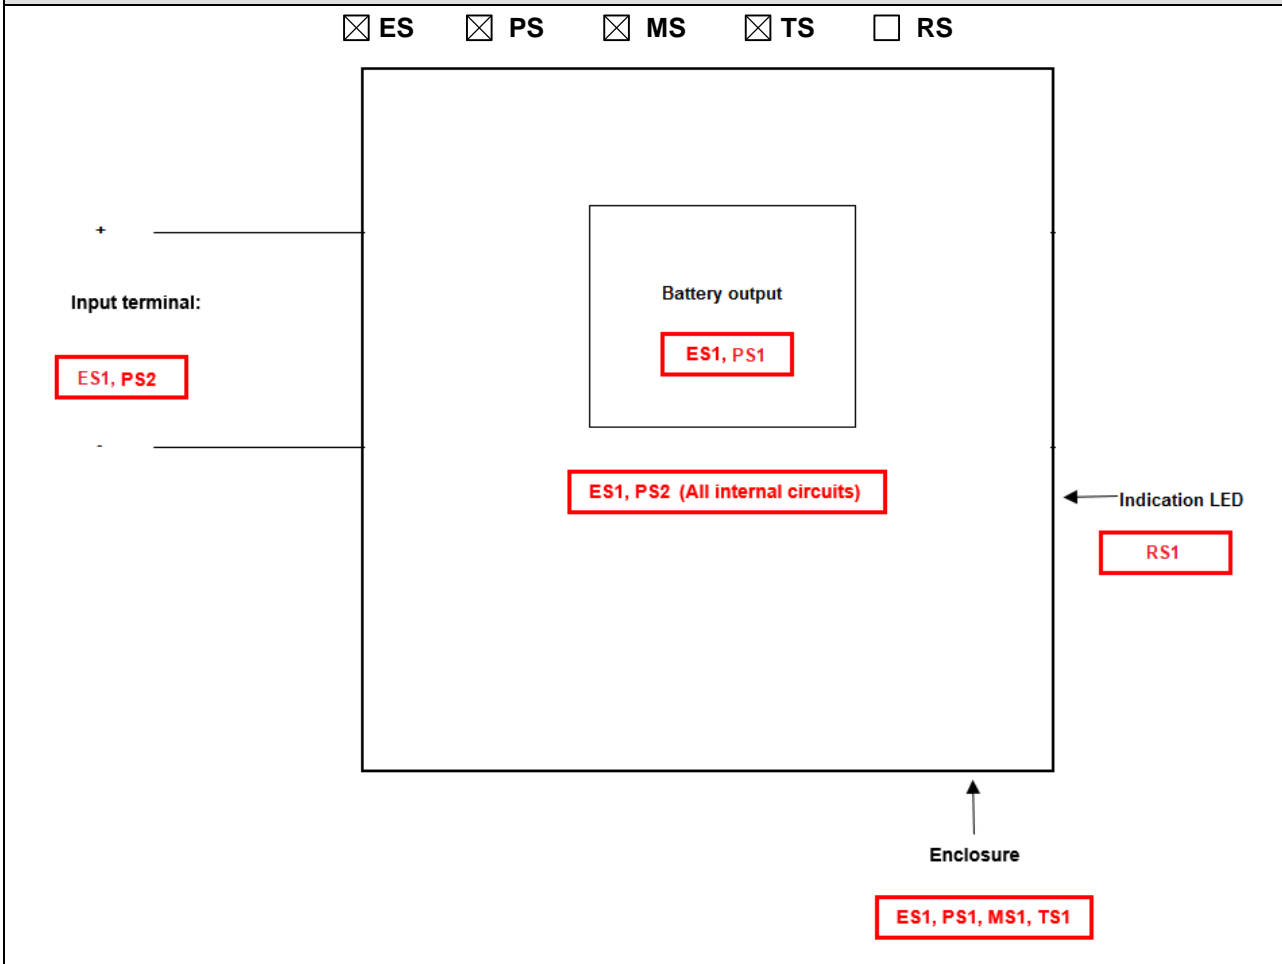 ☒ ES ☒ PS ☒ MS ☒ TS ☐ RS
+
Input terminal:
ES1, PS2
-
Battery output
ES1, PS1
ES1, PS2 (All internal circuits)
Indication LED
RS1
Enclosure
ES1, PS1, MS1, TS1